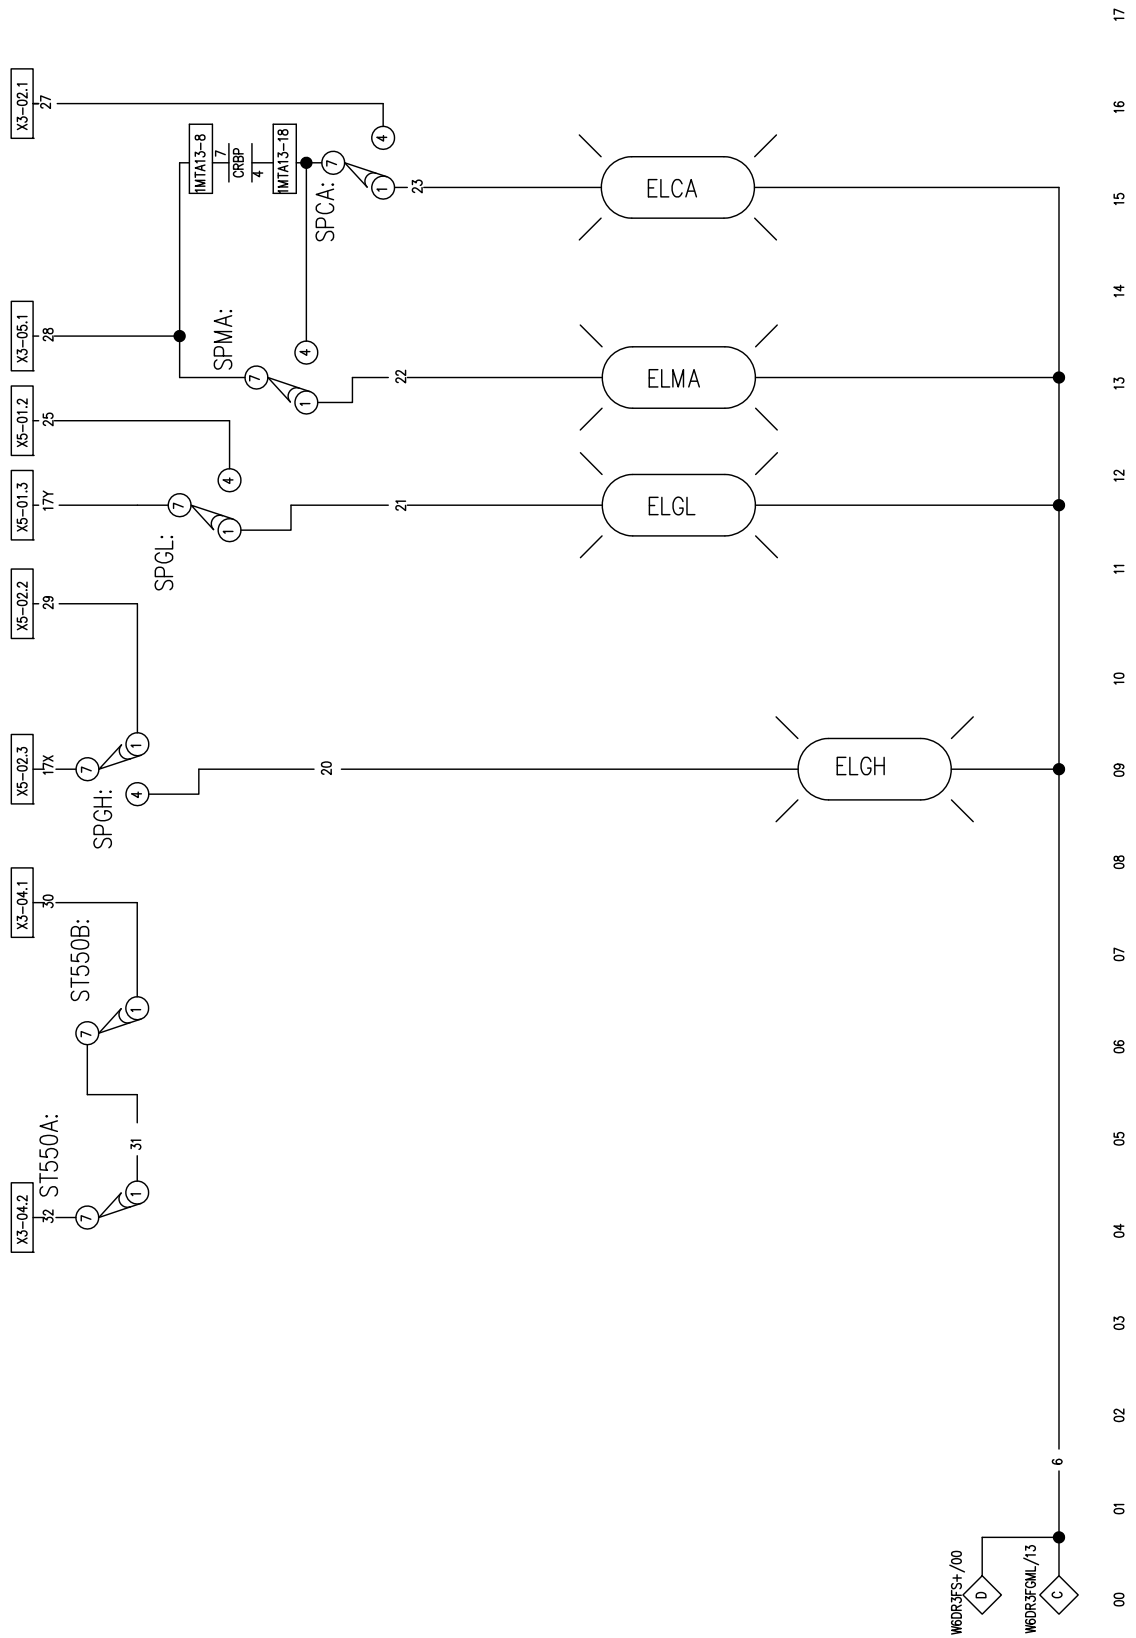 X3-04.2
32
ST550A:
7
1
31
X3-04.1
30
ST550B:
7
1
X5-02.3
17X
7
1
SPGH:
4
20
ELGH
X5-02.2
29
X5-01.3
17Y
SPGL:
7
1
4
21
ELGL
X5-01.2
25
X3-05.1
28
SPMA:
7
1
4
22
ELMA
1MTA13-8
7
CRBP
4
1MTA13-18
SPCA:
7
1
4
23
ELCA
X3-02.1
27
W6DR3FS+/00
D
W6DR3FGML/13
C
6
00
01
02
03
04
05
06
07
08
09
10
11
12
13
14
15
16
17